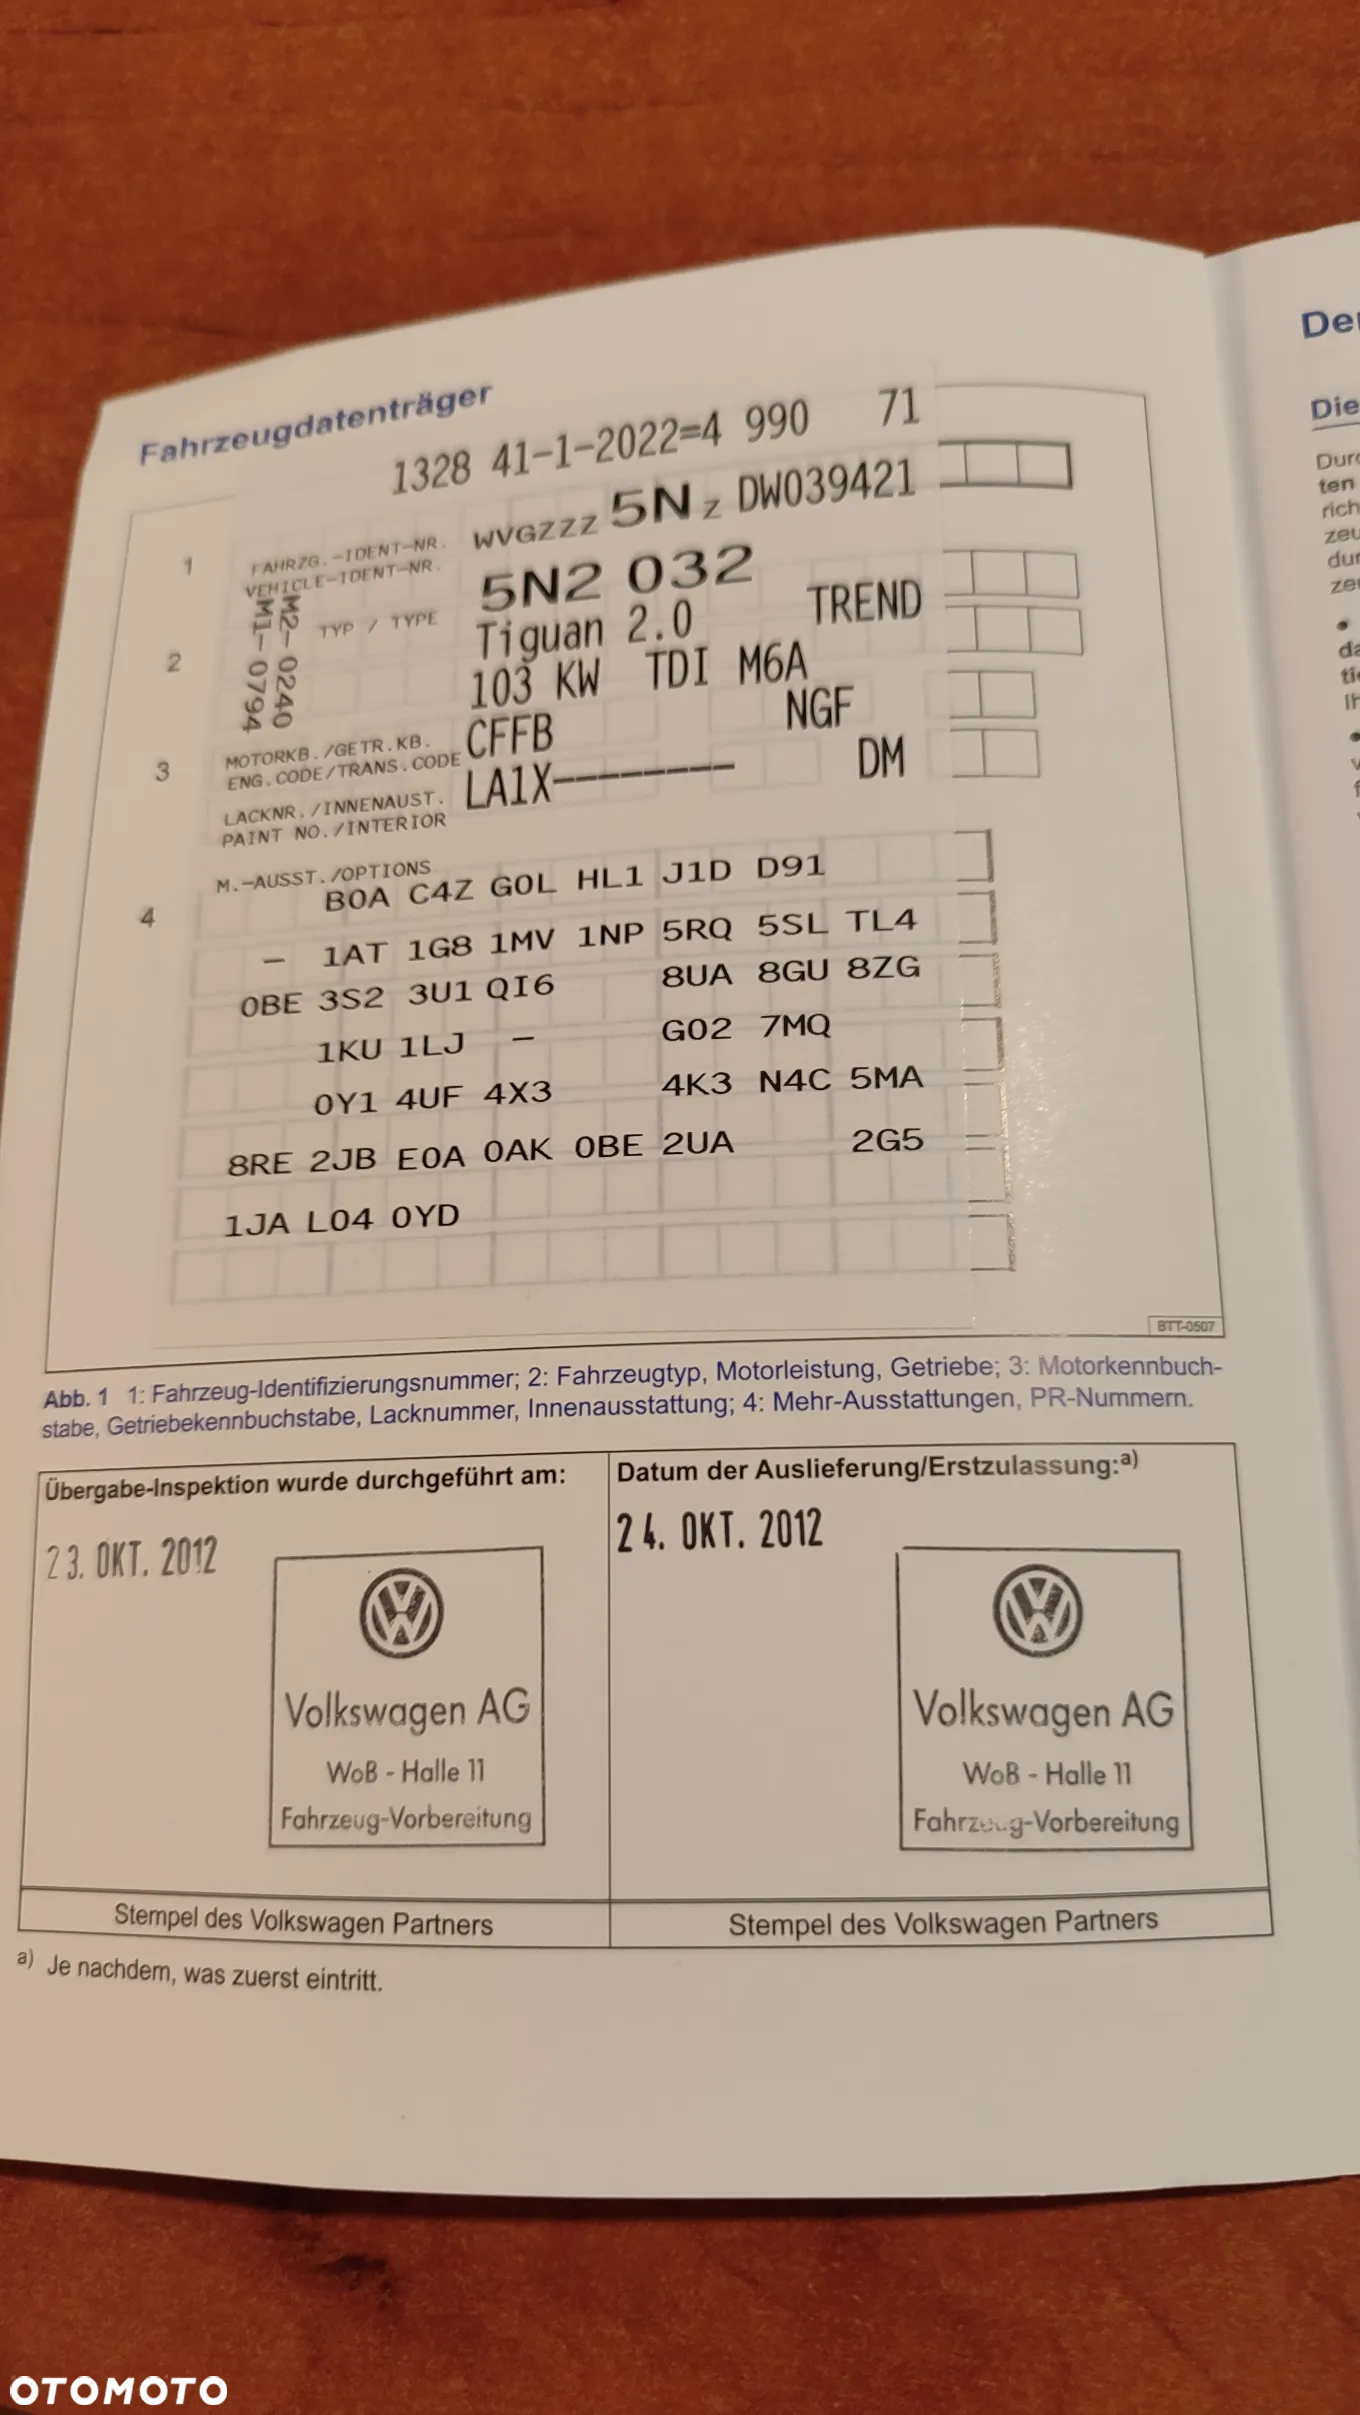 Fahrzeugdatenträger
1328 41-1-2022=4 990 71
1 FAHRZG.-IDENT-NR. WVGZZZ 5N Z DW039421
VEHICLE-IDENT-NR.
5N2 032
M2-0240
M1-0794
2 TYP / TYPE Tiguan 2.0 TREND
103 KW TDI M6A
3 MOTORKB./GETR.KB. CFFB NGF
ENG.CODE/TRANS.CODE
LACKNR./INNENAUST. LA1X-------- DM
PAINT NO./INTERIOR
M.-AUSST./OPTIONS
4 B0A C4Z G0L HL1 J1D D91
- 1AT 1G8 1MV 1NP 5RQ 5SL TL4
0BE 3S2 3U1 QI6 8UA 8GU 8ZG
1KU 1LJ - G02 7MQ
0Y1 4UF 4X3 4K3 N4C 5MA
8RE 2JB E0A 0AK 0BE 2UA 2G5
1JA L04 0YD
BTT-0507
Abb. 1 1: Fahrzeug-Identifizierungsnummer; 2: Fahrzeugtyp, Motorleistung, Getriebe; 3: Motorkennbuch-
stabe, Getriebekennbuchstabe, Lacknummer, Innenausstattung; 4: Mehr-Ausstattungen, PR-Nummern.
Übergabe-Inspektion wurde durchgeführt am:
23. OKT. 2012
Volkswagen AG
WoB - Halle 11
Fahrzeug-Vorbereitung
Stempel des Volkswagen Partners
Datum der Auslieferung/Erstzulassung:a)
24. OKT. 2012
Volkswagen AG
WoB - Halle 11
Fahrzeug-Vorbereitung
Stempel des Volkswagen Partners
a) Je nachdem, was zuerst eintritt.
Die
ten
OTOMOTO